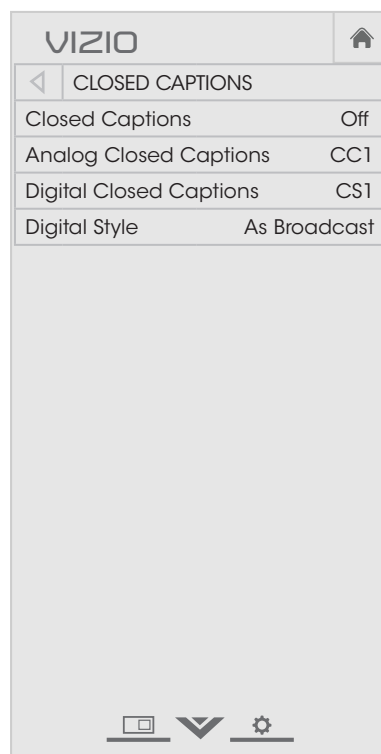 VIZIO
CLOSED CAPTIONS
Closed Captions Off
Analog Closed Captions CC1
Digital Closed Captions CS1
Digital Style As Broadcast